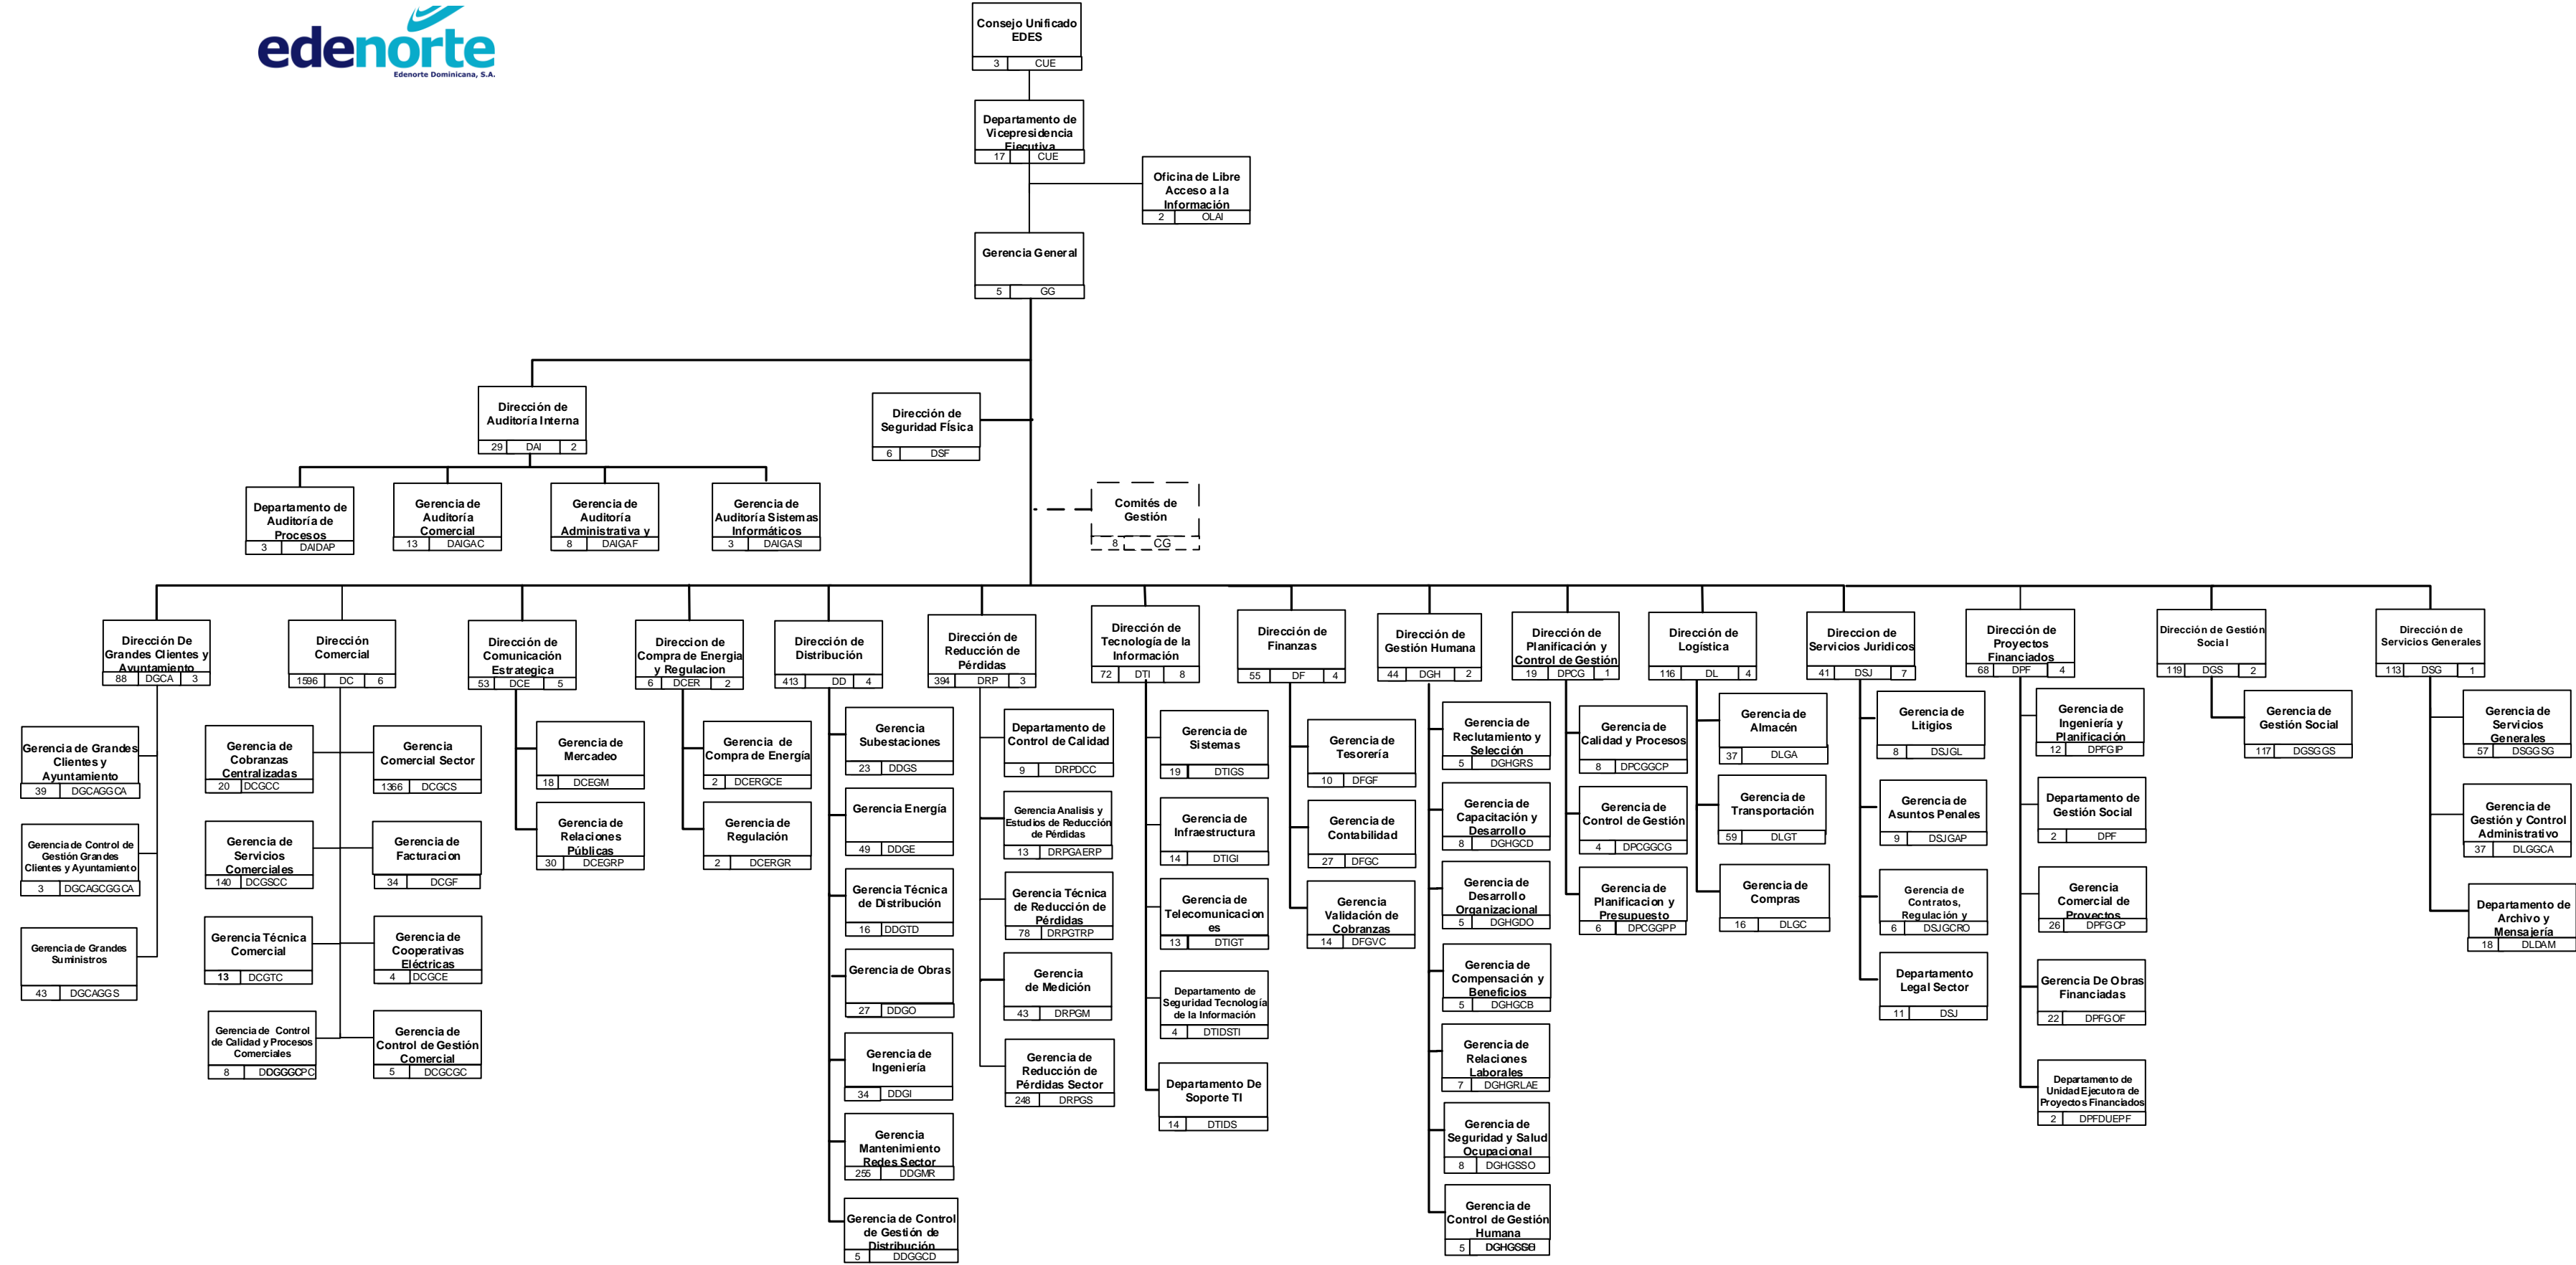 edenorte
Edenorte Dominicana, S.A.
Consejo Unificado
EDES
3 CUE
Departamento de
Vicepresidencia
Ejecutiva
17 CUE
Oficina de Libre
Acceso a la
Información
2 OLAI
Gerencia General
5 GG
Dirección de
Auditoría Interna
29 DAI 2
Dirección de
Seguridad FÍsica
6 DSF
Departamento de
Auditoría de
Procesos
3 DAIDAP
Gerencia de
Auditoría
Comercial
13 DAIGAC
Gerencia de
Auditoría
Administrativa y
8 DAIGAF
Gerencia de
Auditoría Sistemas
Informáticos
3 DAIGASI
Comités de
Gestión
8 CG
Dirección De
Grandes Clientes y
Ayuntamiento
88 DGCA 3
Dirección
Comercial
1596 DC 6
Dirección de
Comunicación
Estrategica
53 DCE 5
Direccion de
Compra de Energia
y Regulacion
6 DCER 2
Dirección de
Distribución
413 DD 4
Dirección de
Reducción de
Pérdidas
394 DRP 3
Dirección de
Tecnología de la
Información
72 DTI 8
Dirección de
Finanzas
55 DF 4
Dirección de
Gestión Humana
44 DGH 2
Dirección de
Planificación y
Control de Gestión
19 DPCG 1
Dirección de
Logística
116 DL 4
Direccion de
Servicios Juridicos
41 DSJ 7
Dirección de
Proyectos
Financiados
68 DPF 4
Dirección de Gestión
Social
119 DGS 2
Dirección de
Servicios Generales
113 DSG 1
Gerencia de Grandes
Clientes y
Ayuntamiento
39 DGCAGGCA
Gerencia de Control de
Gestión Grandes
Clientes y Ayuntamiento
3 DGCAGCGGCA
Gerencia de Grandes
Suministros
43 DGCAGGS
Gerencia de
Cobranzas
Centralizadas
20 DCGCC
Gerencia de
Servicios
Comerciales
140 DCGSCC
Gerencia Técnica
Comercial
13 DCGTC
Gerencia de Control
de Calidad y Procesos
Comerciales
8
Gerencia
Comercial Sector
1366 DCGCS
Gerencia de
Facturacion
34 DCGF
Gerencia de
Cooperativas
Eléctricas
4 DCGCE
Gerencia de
Control de Gestión
Comercial
5 DCGCGC
Gerencia de
Mercadeo
18 DCEGM
Gerencia de
Relaciones
Públicas
30 DCEGRP
Gerencia de
Compra de Energía
2 DCERGCE
Gerencia de
Regulación
2 DCERGR
Gerencia
Subestaciones
23 DDGS
Gerencia Energía
49 DDGE
Gerencia Técnica
de Distribución
16 DDGTD
Gerencia de Obras
27 DDGO
Gerencia de
Ingeniería
34 DDGI
Gerencia
Mantenimiento
Redes Sector
255 DDGMR
Gerencia de Control
de Gestión de
Distribución
5 DDGGCD
Departamento de
Control de Calidad
9 DRPDCC
Gerencia Analisis y
Estudios de Reducción
de Pérdidas
13 DRPGAERP
Gerencia Técnica
de Reducción de
Pérdidas
78 DRPGTRP
Gerencia
de Medición
43 DRPGM
Gerencia de
Reducción de
Pérdidas Sector
248 DRPGS
Gerencia de
Sistemas
19 DTIGS
Gerencia de
Infraestructura
14 DTIGI
Gerencia de
Telecomunicacion
es
13 DTIGT
Departamento de
Seguridad Tecnología
de la Información
4 DTIDSTI
Departamento De
Soporte TI
14 DTIDS
Gerencia de
Tesorería
10 DFGF
Gerencia de
Contabilidad
27 DFGC
Gerencia
Validación de
Cobranzas
14 DFGVC
Gerencia de
Reclutamiento y
Selección
5 DGHGRS
Gerencia de
Capacitación y
Desarrollo
8 DGHGCD
Gerencia de
Desarrollo
Organizacional
5 DGHGDO
Gerencia de
Compensación y
Beneficios
5 DGHGCB
Gerencia de
Relaciones
Laborales
7 DGHGRLAE
Gerencia de
Seguridad y Salud
Ocupacional
8 DGHGSSO
Gerencia de
Control de Gestión
Humana
5
Gerencia de
Calidad y Procesos
8 DPCGGCP
Gerencia de
Control de Gestión
4 DPCGGCG
Gerencia de
Planificacion y
Presupuesto
6 DPCGGPP
Gerencia de
Almacén
37 DLGA
Gerencia de
Transportación
59 DLGT
Gerencia de
Compras
16 DLGC
Gerencia de
Litigios
8 DSJGL
Gerencia de
Asuntos Penales
9 DSJGAP
Gerencia de
Contratos,
Regulación y
6 DSJGCRO
Departamento
Legal Sector
11 DSJ
Gerencia de
Ingeniería y
Planificación
12 DPFGIP
Departamento de
Gestión Social
2 DPF
Gerencia
Comercial de
Proyectos
26 DPFGCP
Gerencia De Obras
Financiadas
22 DPFGOF
Departamento de
Unidad Ejecutora de
Proyectos Financiados
2 DPFDUEPF
Gerencia de
Gestión Social
117 DGSGGS
Gerencia de
Servicios
Generales
57 DSGGSG
Gerencia de
Gestión y Control
Administrativo
37 DLGGCA
Departamento de
Archivo y
Mensajería
18 DLDAM